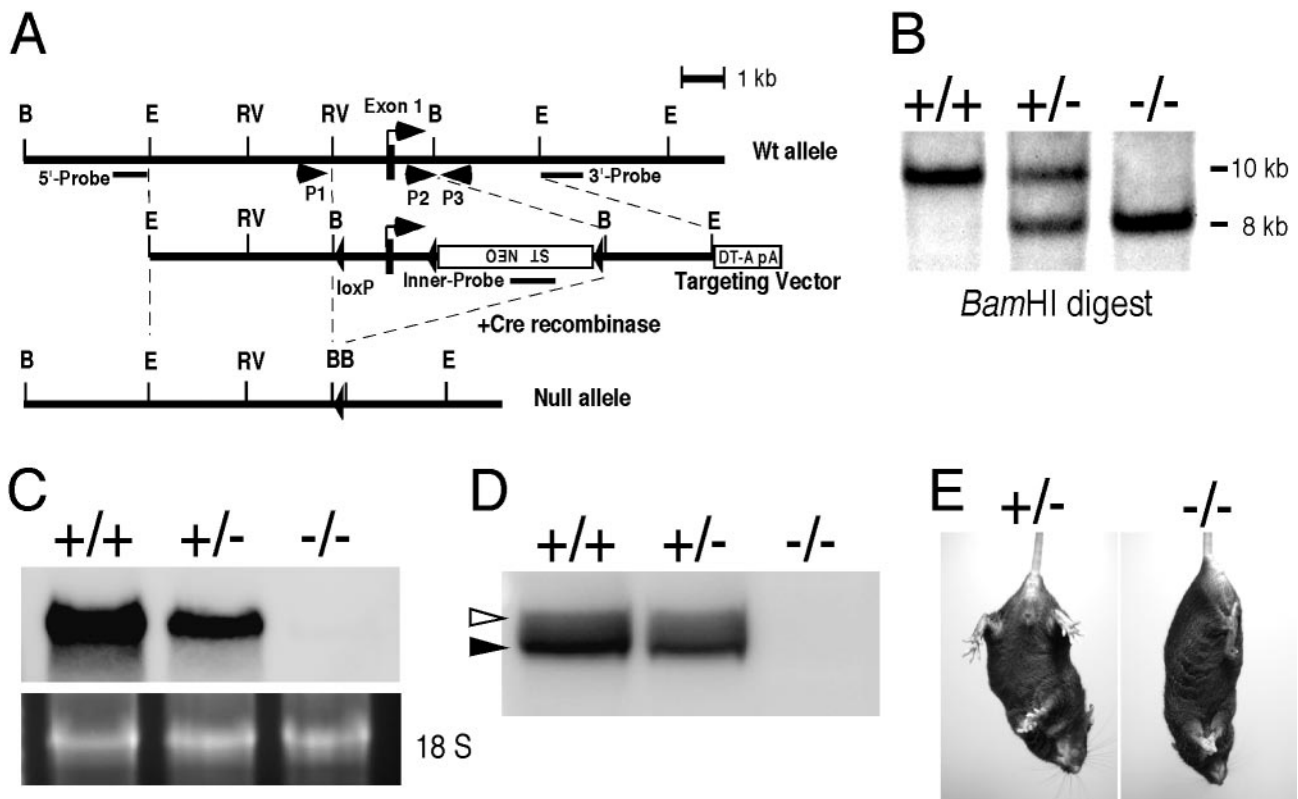 A
1 kb
B E RV RV Exon 1 B E E
Wt allele
5'-Probe P1 P2 P3 3'-Probe
E RV B B E
loxP Inner-Probe ST NEO DT-A pA
Targeting Vector
+Cre recombinase
B E RV BB E
Null allele
B
+/+ +/- -/-
10 kb
8 kb
BamHI digest
C
+/+ +/- -/-
18 S
D
+/+ +/- -/-
E
+/- -/-